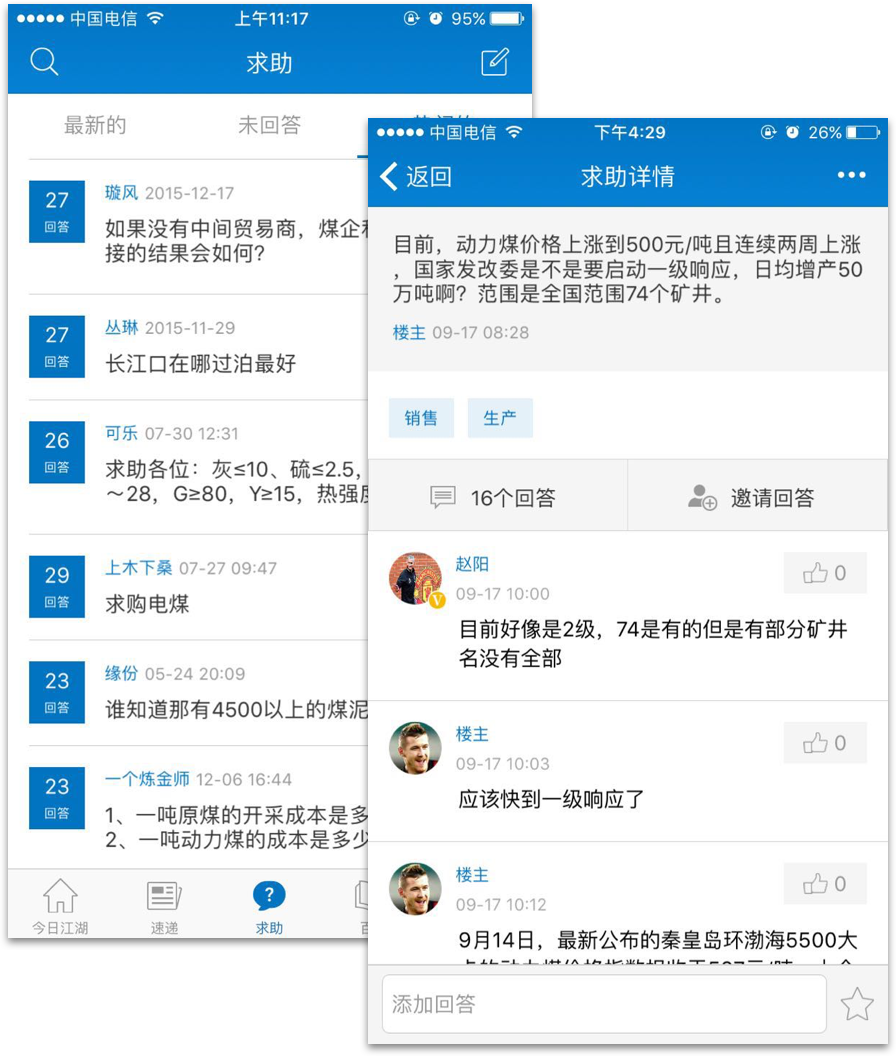 中国电信
上午11:17
95%
求助
最新的
未回答
27
回答
璇风 2015-12-17
如果没有中间贸易商，煤企
接的结果会如何？
27
回答
丛琳 2015-11-29
长江口在哪过泊最好
26
回答
可乐 07-30 12:31
求助各位：灰≤10、硫≤2.5，
～28，G≥80，Y≥15，热强
29
回答
上木下桑 07-27 09:47
求购电煤
23
回答
缘份 05-24 20:09
谁知道那有4500以上的煤泥
23
回答
一个炼金师 12-06 16:44
1、一吨原煤的开采成本是多
2、一吨动力煤的成本是多少
今日江湖
速递
求助
中国电信
下午4:29
26%
返回
求助详情
目前，动力煤价格上涨到500元/吨且连续两周上涨
，国家发改委是不是要启动一级响应，日均增产50
万吨啊？范围是全国范围74个矿井。
楼主 09-17 08:28
销售
生产
16个回答
邀请回答
赵阳
09-17 10:00
0
目前好像是2级，74是有的但是有部分矿井
名没有全部
楼主
09-17 10:03
0
应该快到一级响应了
楼主
09-17 10:12
0
9月14日，最新公布的秦皇岛环渤海5500大
添加回答